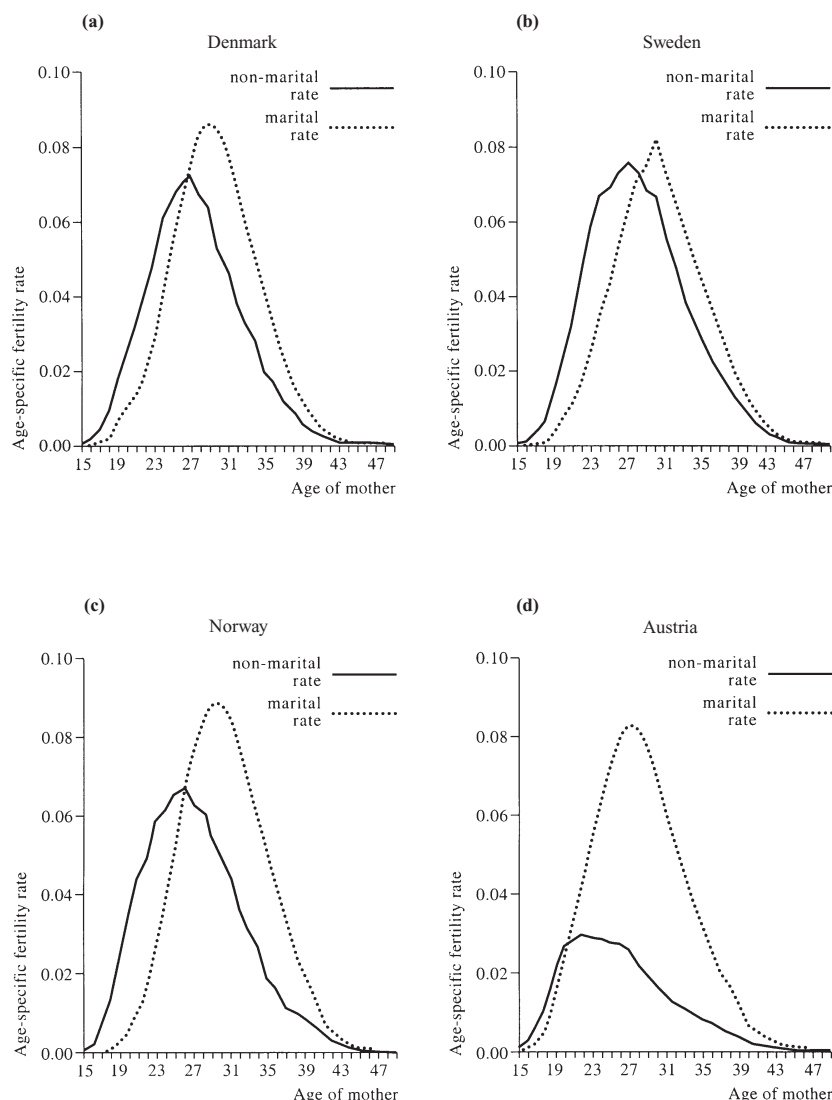 (a)
Denmark
non-marital
rate
marital
rate
0.10
0.08
0.06
0.04
0.02
0.00
Age-specific fertility rate
15 19 23 27 31 35 39 43 47
Age of mother
(b)
Sweden
non-marital
rate
marital
rate
0.10
0.08
0.06
0.04
0.02
0.00
Age-specific fertility rate
15 19 23 27 31 35 39 43 47
Age of mother
(c)
Norway
non-marital
rate
marital
rate
0.10
0.08
0.06
0.04
0.02
0.00
Age-specific fertility rate
15 19 23 27 31 35 39 43 47
Age of mother
(d)
Austria
non-marital
rate
marital
rate
0.10
0.08
0.06
0.04
0.02
0.00
Age-specific fertility rate
15 19 23 27 31 35 39 43 47
Age of mother